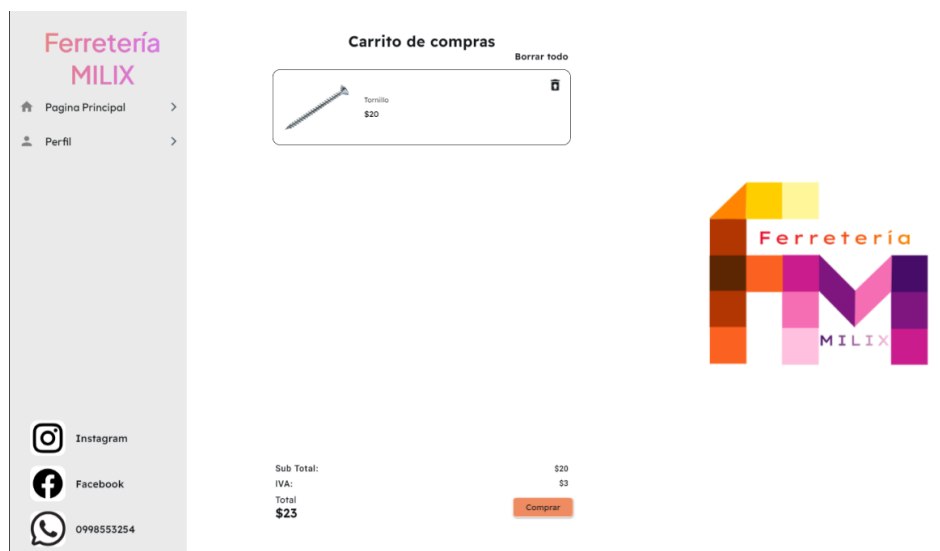 Ferretería
MILIX
Pagina Principal
Perfil
Instagram
Facebook
0998553254
Carrito de compras
Borrar todo
Tornillo
$20
Sub Total: $20
IVA: $3
Total
$23
Comprar
Ferretería
MILIX